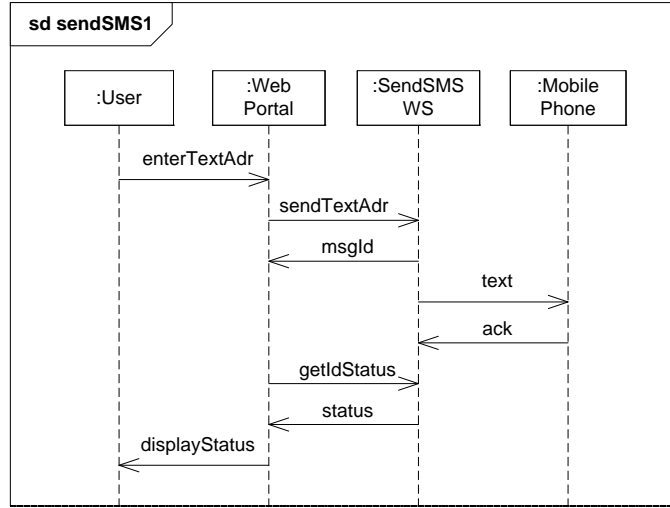 sd sendSMS1
:User
:Web
Portal
:SendSMS
WS
:Mobile
Phone
enterTextAdr
sendTextAdr
msgId
text
ack
getIdStatus
status
displayStatus